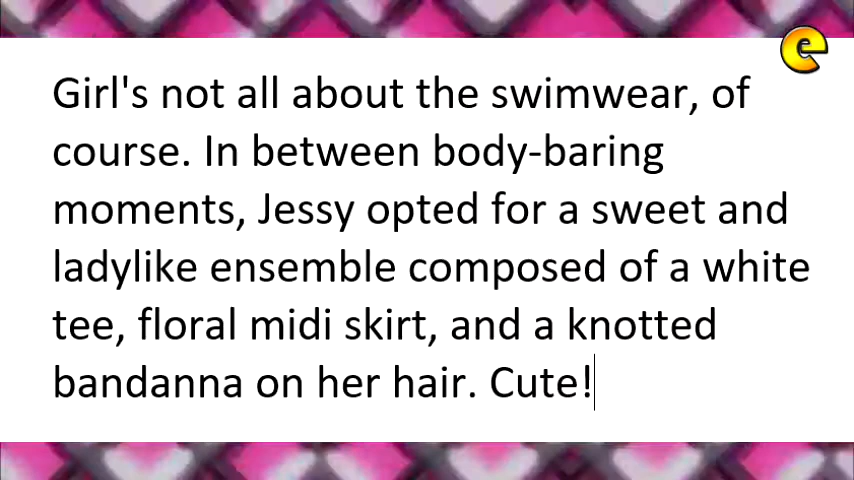 e
Girl's not all about the swimwear, of
course. In between body-baring
moments, Jessy opted for a sweet and
ladylike ensemble composed of a white
tee, floral midi skirt, and a knotted
bandanna on her hair. Cute!